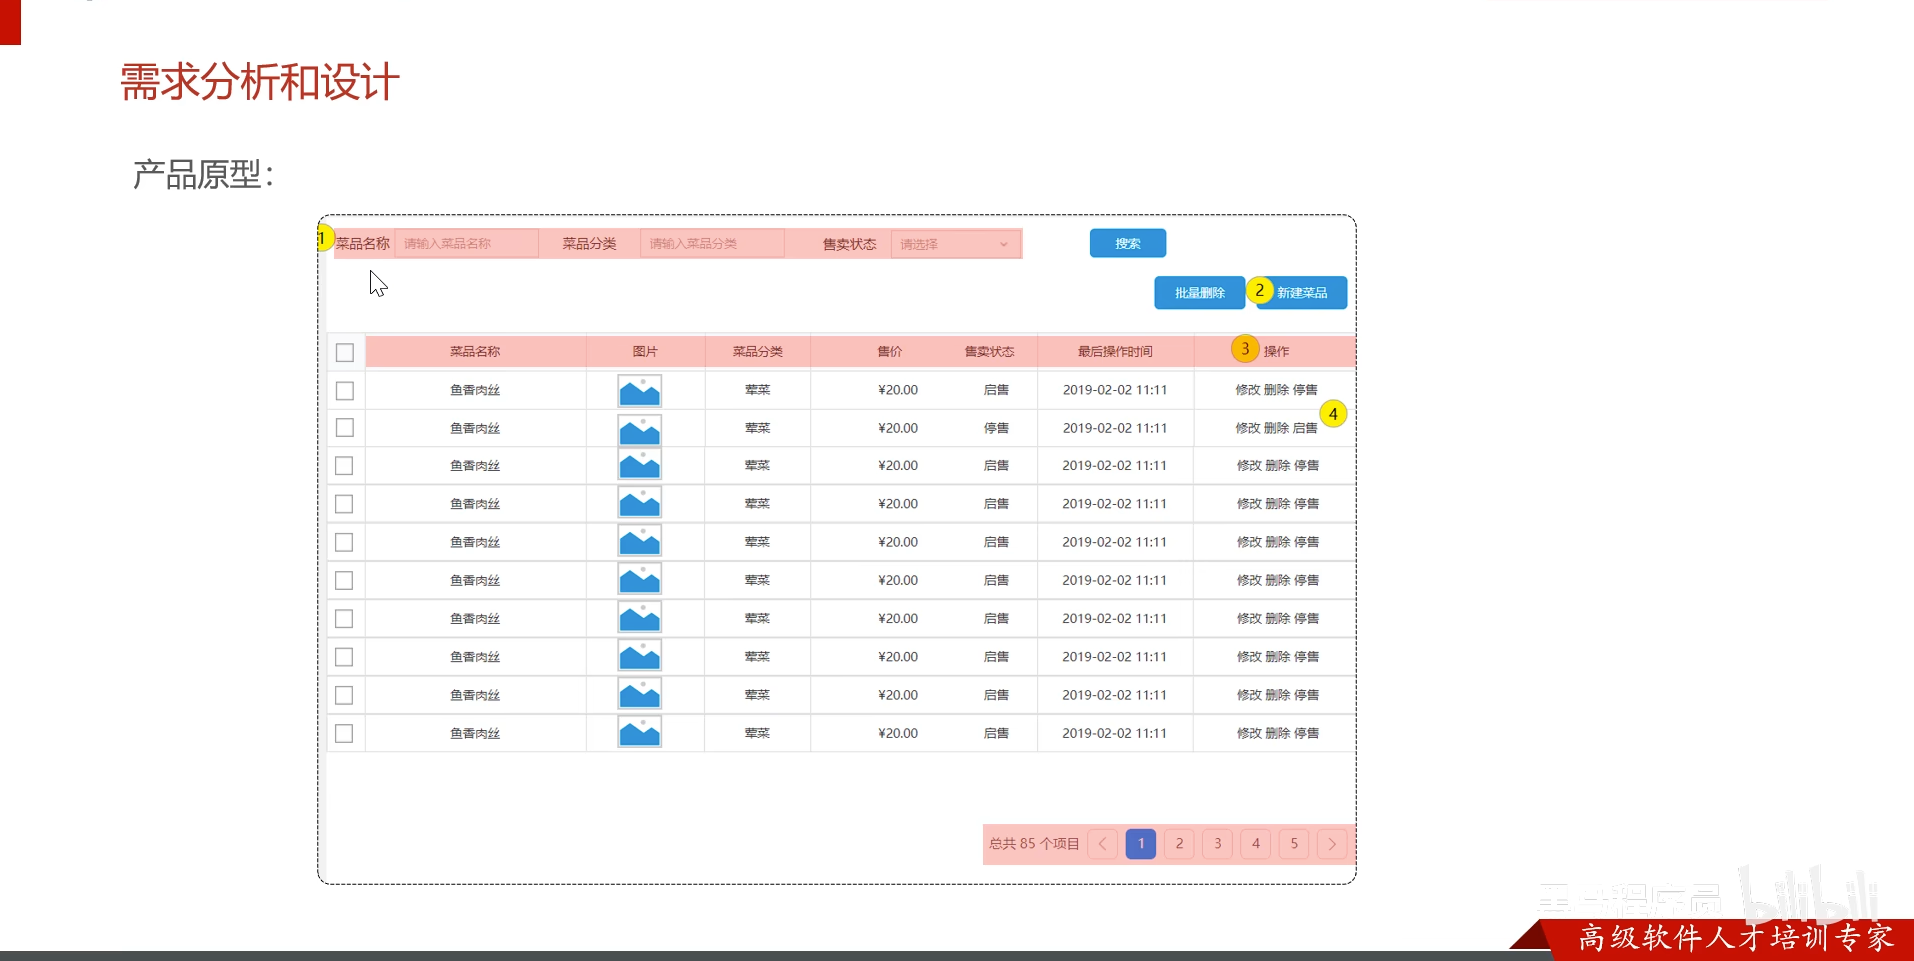 需求分析和设计
产品原型：
1 菜品名称 请输入菜品名称 菜品分类 请输入菜品分类 售卖状态 请选择 搜索
批量删除 2 新建菜品
菜品名称 图片 菜品分类 售价 售卖状态 最后操作时间 3 操作
鱼香肉丝 荤菜 ¥20.00 启售 2019-02-02 11:11 修改 删除 停售
4
鱼香肉丝 荤菜 ¥20.00 停售 2019-02-02 11:11 修改 删除 启售
鱼香肉丝 荤菜 ¥20.00 启售 2019-02-02 11:11 修改 删除 停售
鱼香肉丝 荤菜 ¥20.00 启售 2019-02-02 11:11 修改 删除 停售
鱼香肉丝 荤菜 ¥20.00 启售 2019-02-02 11:11 修改 删除 停售
鱼香肉丝 荤菜 ¥20.00 启售 2019-02-02 11:11 修改 删除 停售
鱼香肉丝 荤菜 ¥20.00 启售 2019-02-02 11:11 修改 删除 停售
鱼香肉丝 荤菜 ¥20.00 启售 2019-02-02 11:11 修改 删除 停售
鱼香肉丝 荤菜 ¥20.00 启售 2019-02-02 11:11 修改 删除 停售
鱼香肉丝 荤菜 ¥20.00 启售 2019-02-02 11:11 修改 删除 停售
总共 85 个项目 1 2 3 4 5
黑马程序员 bilibili
高级软件人才培训专家